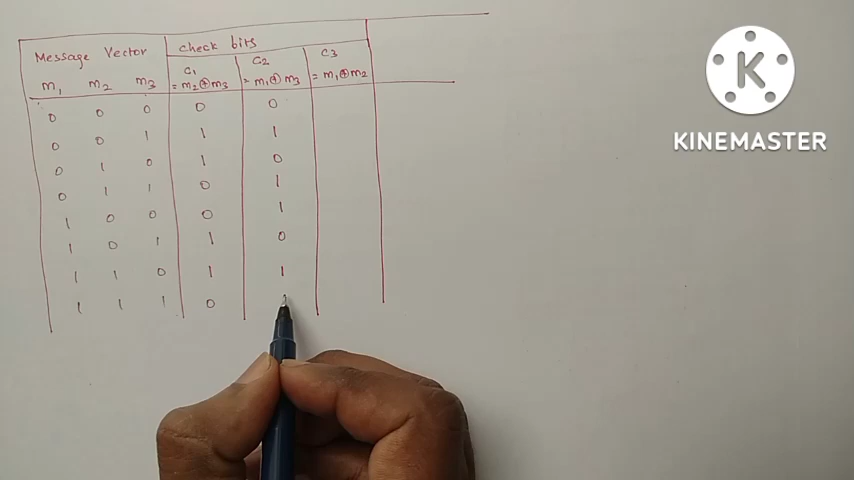 Message Vector check bits
m₁ m₂ m₃ C₁ = m₂⊕m₃ C₂ = m₁⊕m₃ C₃ = m₁⊕m₂
0 0 0 0 0
0 0 1 1 1
0 1 0 1 0
0 1 1 0 1
1 0 0 0 1
1 0 1 1 0
1 1 0 1 1
1 1 1 0
K
KINEMASTER